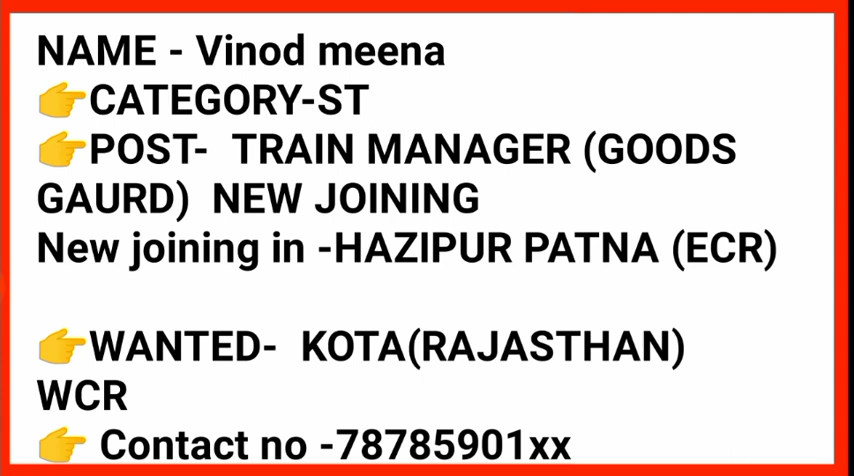 NAME - Vinod meena
👉CATEGORY-ST
👉POST- TRAIN MANAGER (GOODS
GAURD) NEW JOINING
New joining in -HAZIPUR PATNA (ECR)
👉WANTED- KOTA(RAJASTHAN)
WCR
👉 Contact no -78785901xx